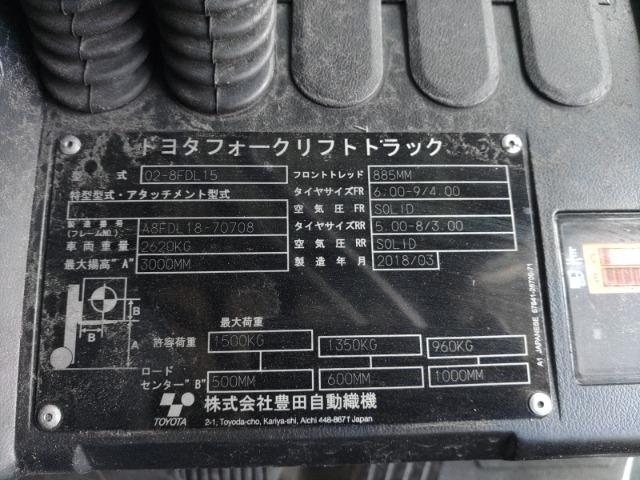 トヨタフォークリフトトラック
型式 02-8FDL15 フロントトレッド 885MM
特型型式・アタッチメント型式 タイヤサイズFR 6.00-9/4.00
空気圧FR SOLID
製造番号 (フレームNO.) A8FDL18-70708 タイヤサイズRR 5.00-8/3.00
車両重量 2620KG 空気圧RR SOLID
最大揚高"A" 3000MM 製造年月 2018/03
B
B A
最大荷重
許容荷重 1500KG 1350KG 960KG
ロードセンター"B" 500MM 600MM 1000MM
TOYOTA 株式会社豊田自動織機
2-1, Toyoda-cho, Kariya-shi, Aichi 448-8671 Japan
A1 JAPANESE